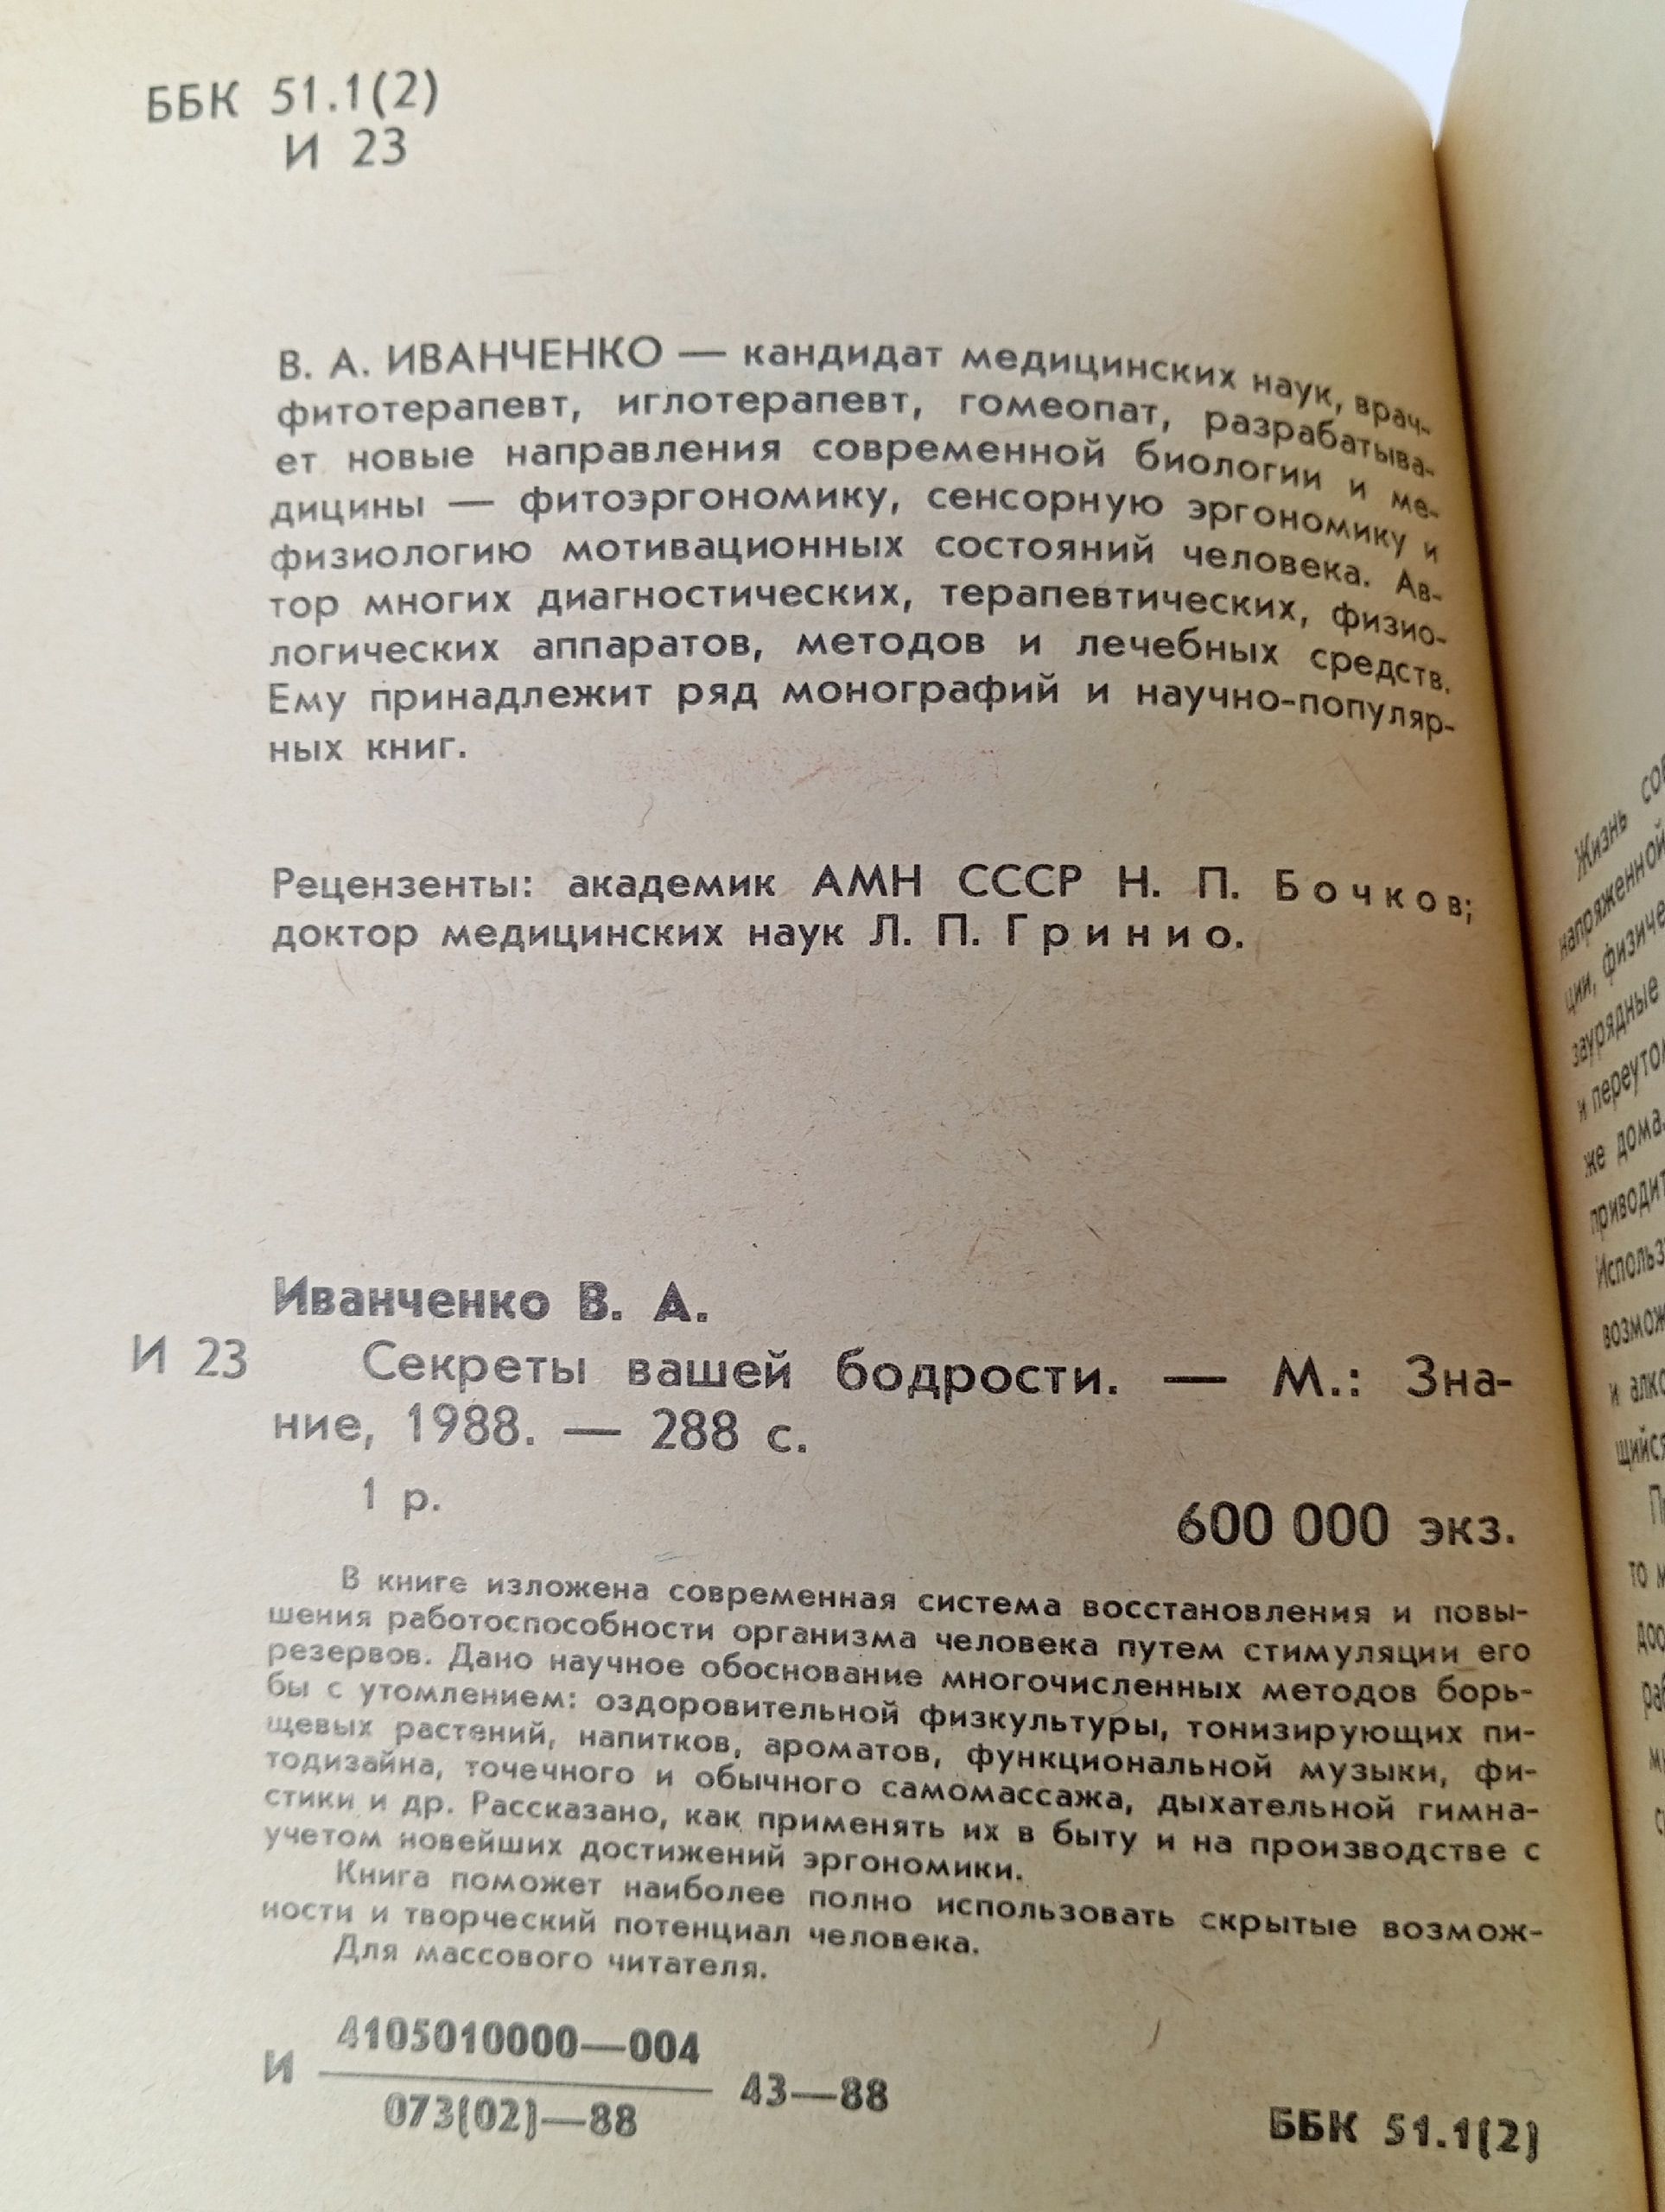 ББК 51.1(2)
И 23
В. А. ИВАНЧЕНКО — кандидат медицинских наук, врач-
фитотерапевт, иглотерапевт, гомеопат, разрабатыва-
ет новые направления современной биологии и ме-
дицины — фитоэргономику, сенсорную эргономику и
физиологию мотивационных состояний человека. Ав-
тор многих диагностических, терапевтических, физио-
логических аппаратов, методов и лечебных средств.
Ему принадлежит ряд монографий и научно-популяр-
ных книг.
Рецензенты: академик АМН СССР Н. П. Бочков;
доктор медицинских наук Л. П. Гринио.
Иванченко В. А.
И 23 Секреты вашей бодрости. — М.: Зна-
ние, 1988. — 288 с.
1 р.
600 000 экз.
В книге изложена современная система восстановления и повы-
шения работоспособности организма человека путем стимуляции его
резервов. Дано научное обоснование многочисленных методов борь-
бы с утомлением: оздоровительной физкультуры, тонизирующих пи-
щевых растений, напитков, ароматов, функциональной музыки, фи-
тодизайна, точечного и обычного самомассажа, дыхательной гимна-
стики и др. Рассказано, как применять их в быту и на производстве с
учетом новейших достижений эргономики.
Книга поможет наиболее полно использовать скрытые возмож-
ности и творческий потенциал человека.
Для массового читателя.
И 4105010000—004
073(02)—88
43—88
ББК 51.1(2)
Жизнь
напряженной
ции,
заурядные
же дома.
и